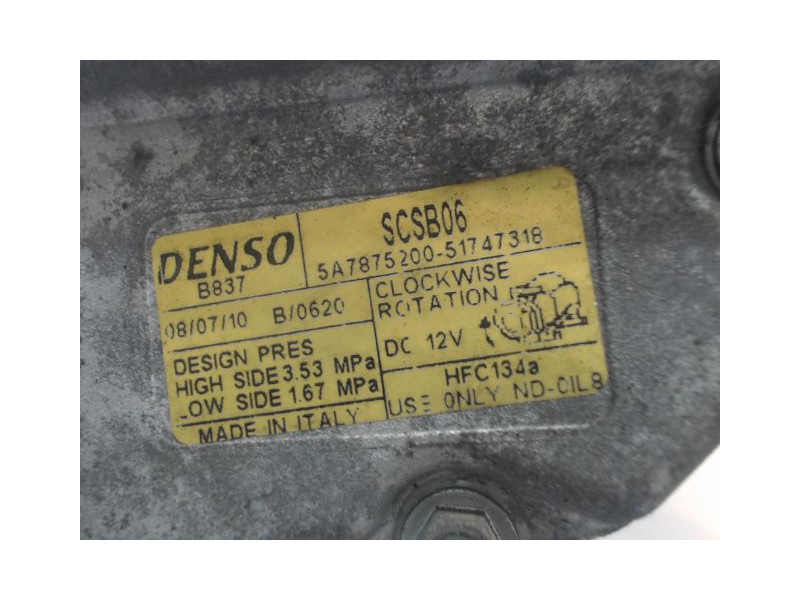 DENSO
B837
SCSB06
5A7875200-51747318
08/07/10 B/0620
CLOCKWISE
ROTATION
DC 12V
DESIGN PRES
HIGH SIDE 3.53 MPa
LOW SIDE 1.67 MPa
MADE IN ITALY
HFC134a
USE ONLY ND-OIL8